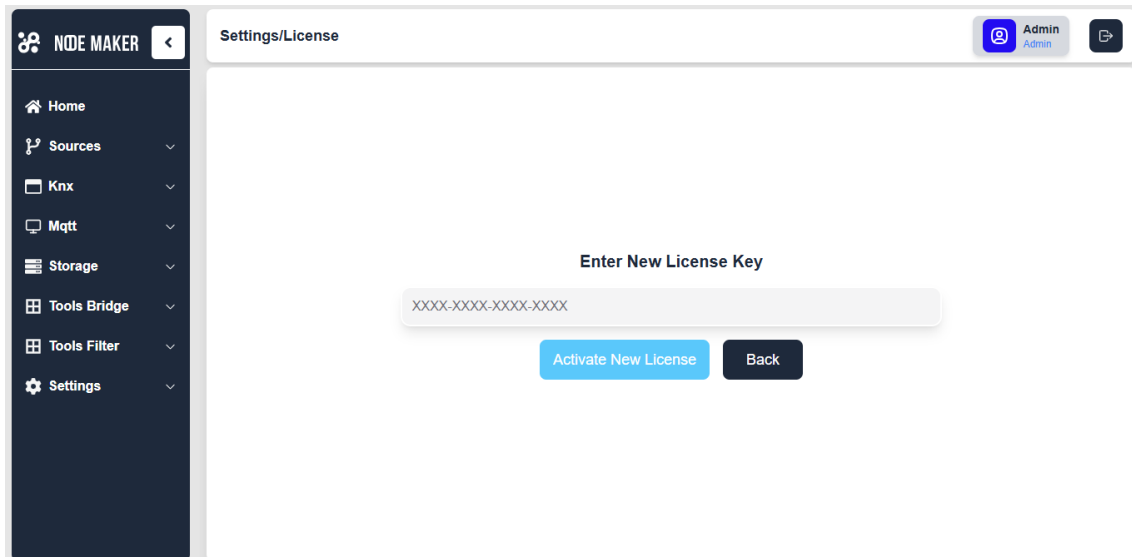 NODE MAKER
Home
Sources
Knx
Mqtt
Storage
Tools Bridge
Tools Filter
Settings
Settings/License
Admin
Admin
Enter New License Key
XXXX-XXXX-XXXX-XXXX
Activate New License
Back